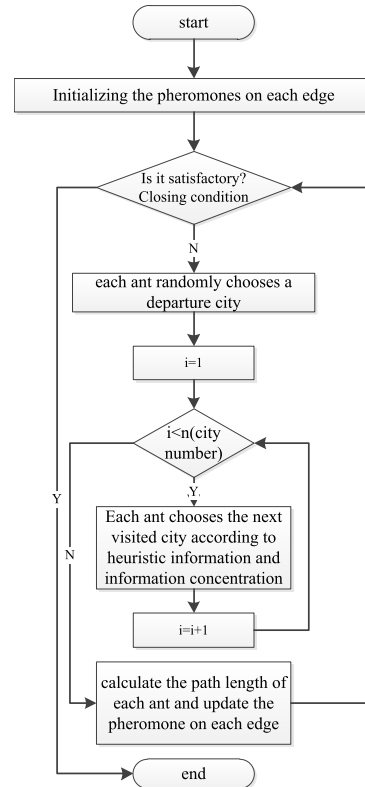 start
Initializing the pheromones on each edge
Is it satisfactory?
Closing condition
N
each ant randomly chooses a
departure city
i=1
i<n(city
number)
Y
Y
Each ant chooses the next
visited city according to
heuristic information and
information concentration
N
i=i+1
calculate the path length of
each ant and update the
pheromone on each edge
end